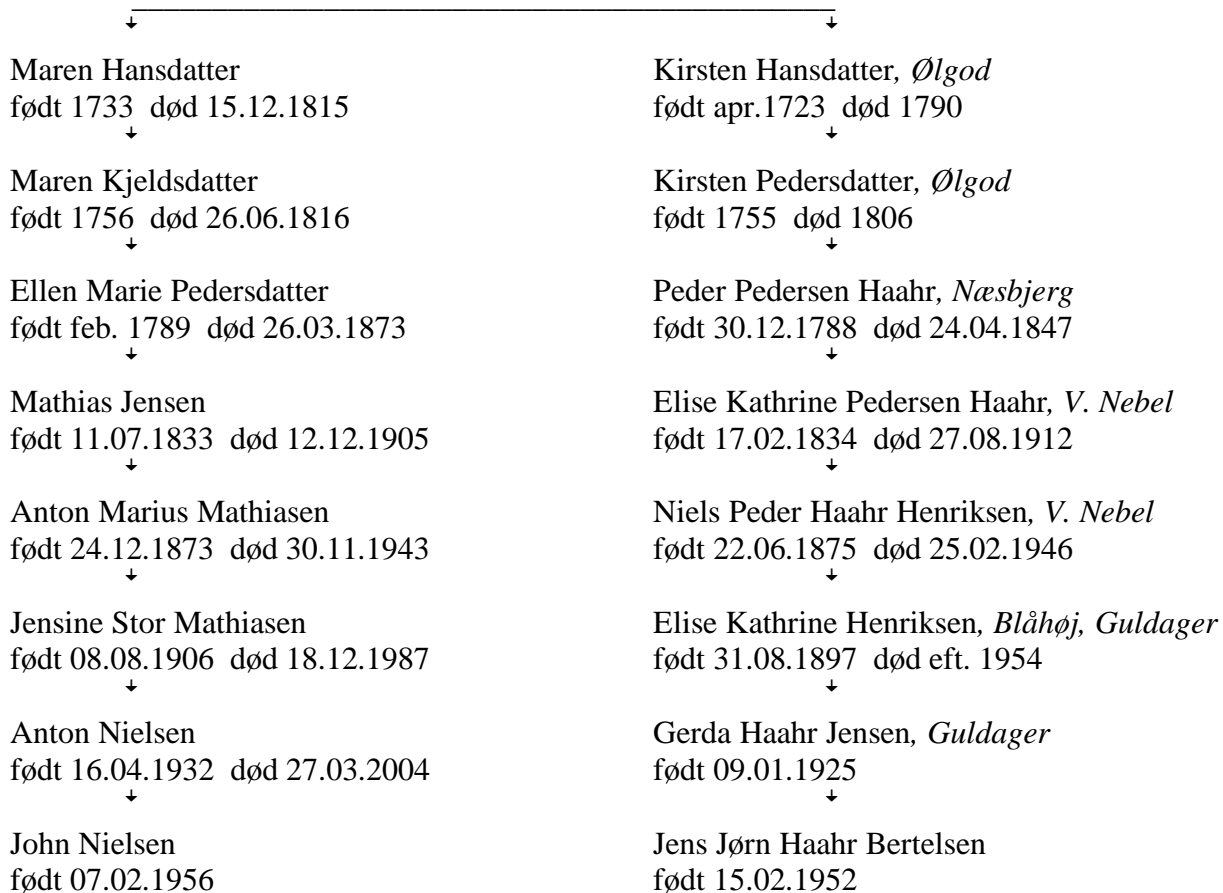 Maren Hansdatter
født 1733  død 15.12.1815
Maren Kjeldsdatter
født 1756  død 26.06.1816
Ellen Marie Pedersdatter
født feb. 1789  død 26.03.1873
Mathias Jensen
født 11.07.1833  død 12.12.1905
Anton Marius Mathiasen
født 24.12.1873  død 30.11.1943
Jensine Stor Mathiasen
født 08.08.1906  død 18.12.1987
Anton Nielsen
født 16.04.1932  død 27.03.2004
John Nielsen
født 07.02.1956
Kirsten Hansdatter, Ølgod
født apr.1723  død 1790
Kirsten Pedersdatter, Ølgod
født 1755  død 1806
Peder Pedersen Haahr, Næsbjerg
født 30.12.1788  død 24.04.1847
Elise Kathrine Pedersen Haahr, V. Nebel
født 17.02.1834  død 27.08.1912
Niels Peder Haahr Henriksen, V. Nebel
født 22.06.1875  død 25.02.1946
Elise Kathrine Henriksen, Blåhøj, Guldager
født 31.08.1897  død eft. 1954
Gerda Haahr Jensen, Guldager
født 09.01.1925
Jens Jørn Haahr Bertelsen
født 15.02.1952